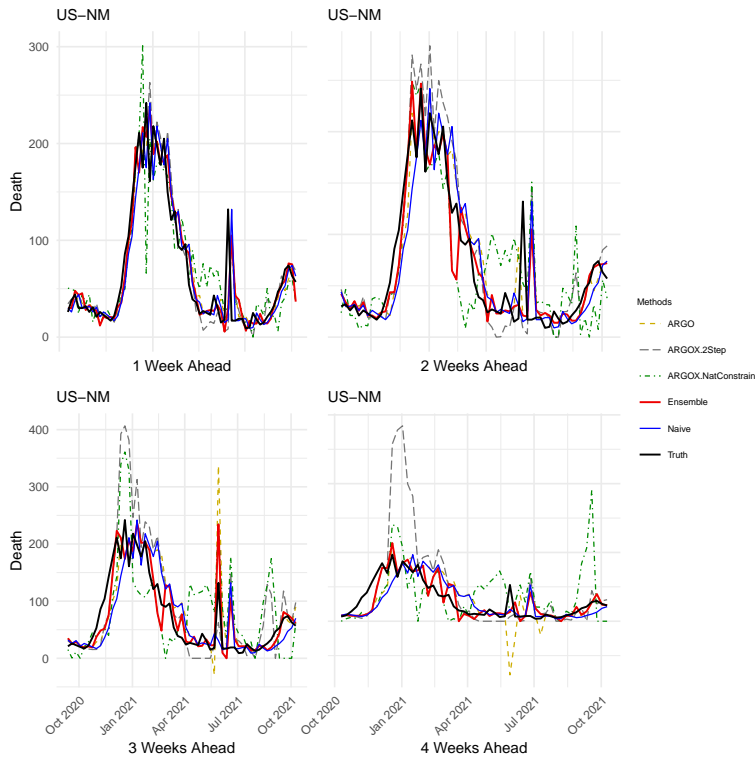 US−NM
US−NM
300
200
100
0
Death
1 Week Ahead
2 Weeks Ahead
US−NM
US−NM
400
300
200
100
0
Death
Oct 2020
Jan 2021
Apr 2021
Jul 2021
Oct 2021
Oct 2020
Jan 2021
Apr 2021
Jul 2021
Oct 2021
3 Weeks Ahead
4 Weeks Ahead
Methods
ARGO
ARGOX.2Step
ARGOX.NatConstrain
Ensemble
Naive
Truth